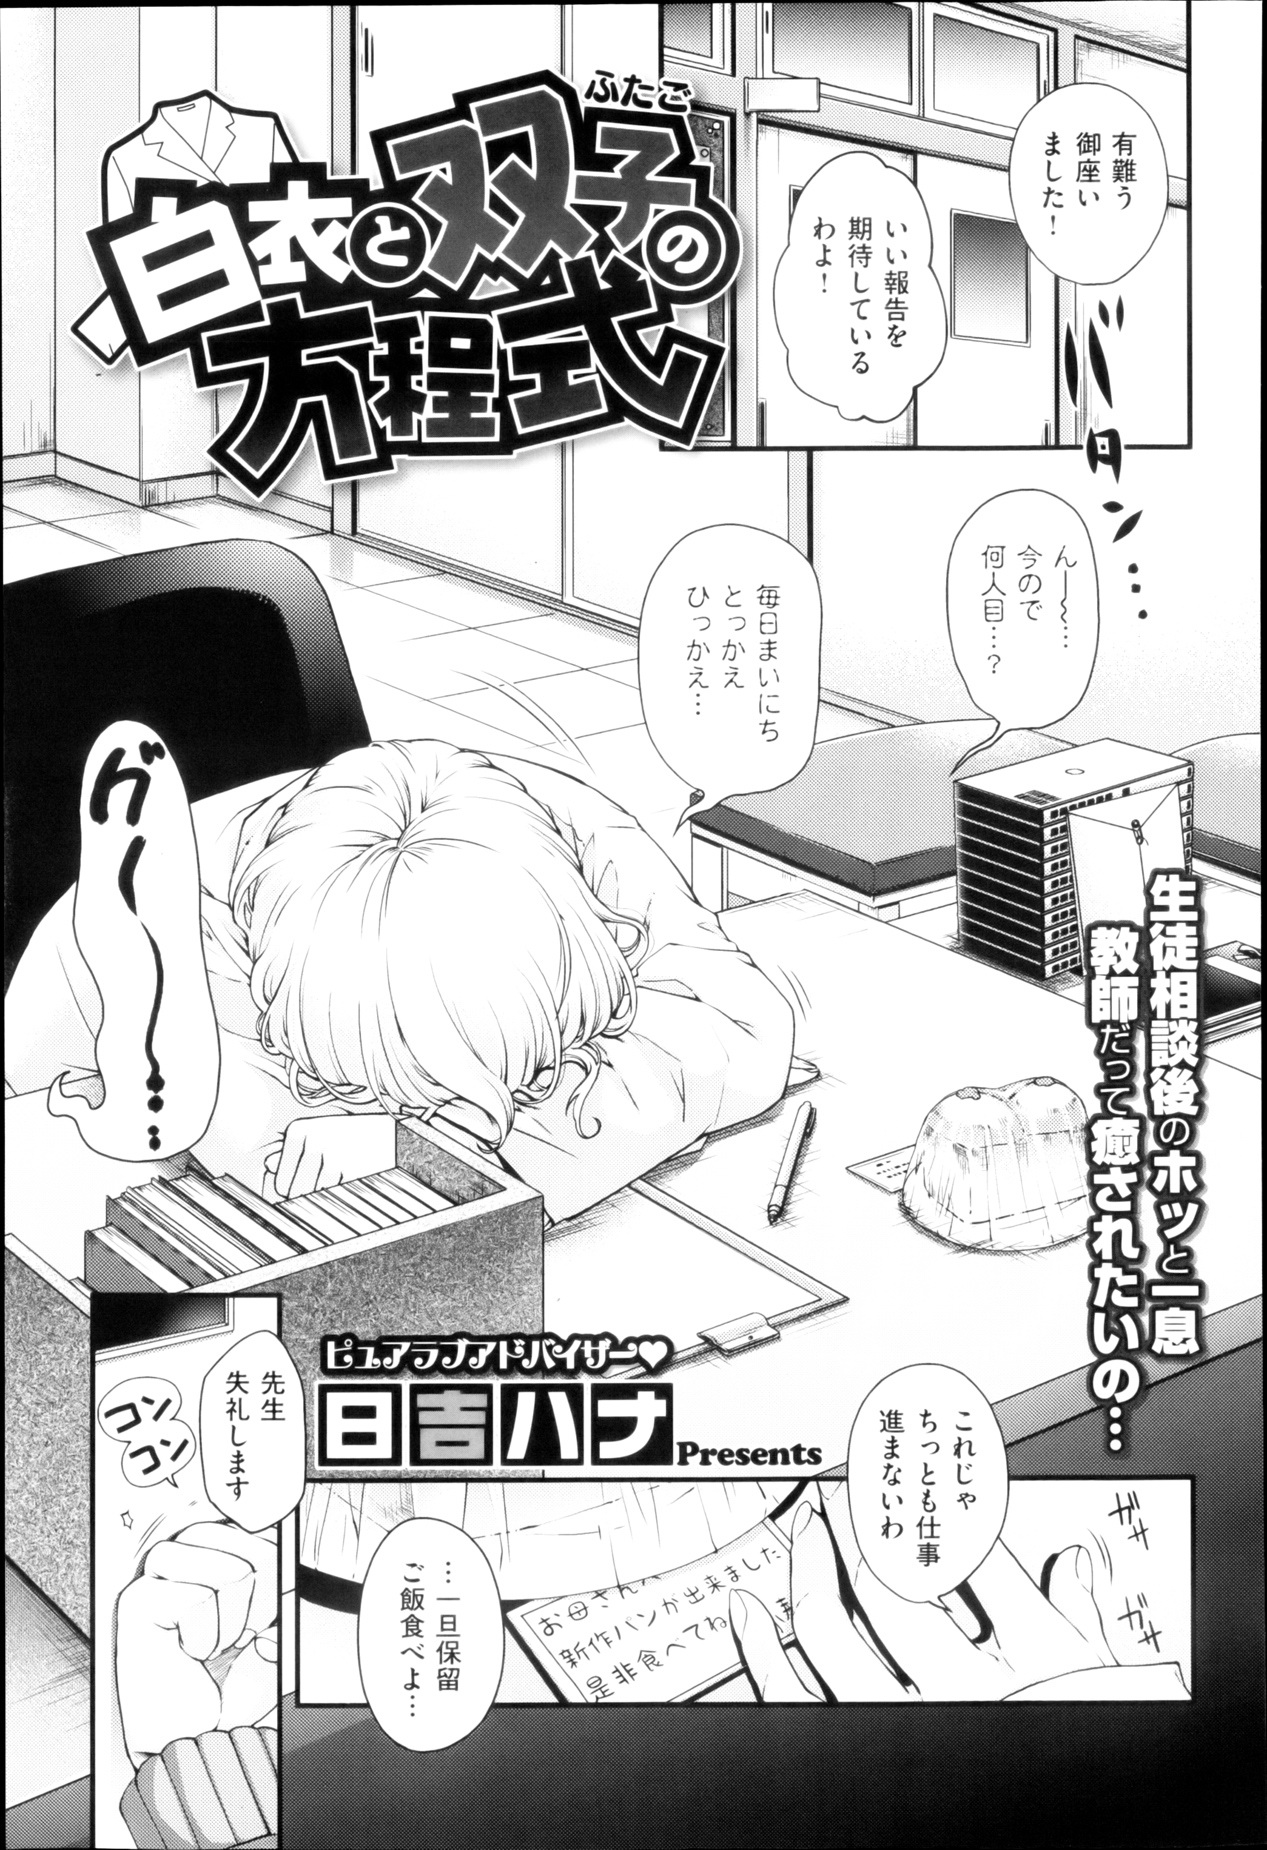 有難う
御座い
ました!
いい報告を
期待している
わよ!
バタン…
ふたご
白衣と双子の
方程式
ん──〜…
今ので
何人目…?
毎日まいにち
とっかえ
ひっかえ…
グ〜〜……
生徒相談後のホッと一息
教師だって癒されたいの…
ピュアラブアドバイザー♥
日吉ハナ
Presents
これじゃ
ちっとも仕事
進まないわ
ガサ
ガサ
お母さんへ
新作パンが出来ました
是非食べてね
…一旦保留
ご飯食べよ…
先生
失礼します
コン
コン